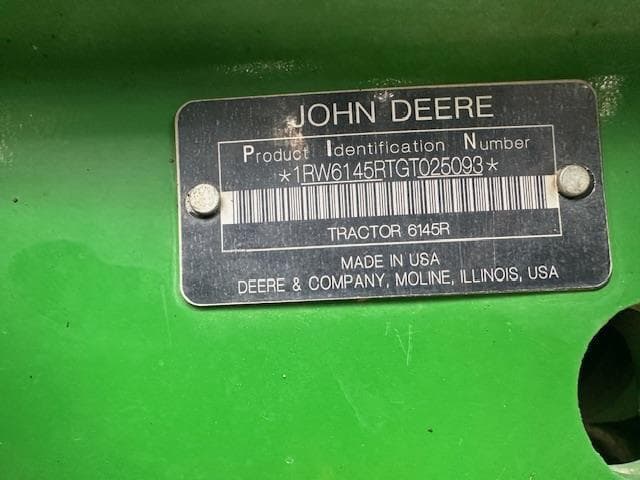 JOHN DEERE
Product Identification Number
*1RW6145RTGT025093*
TRACTOR 6145R
MADE IN USA
DEERE & COMPANY, MOLINE, ILLINOIS, USA